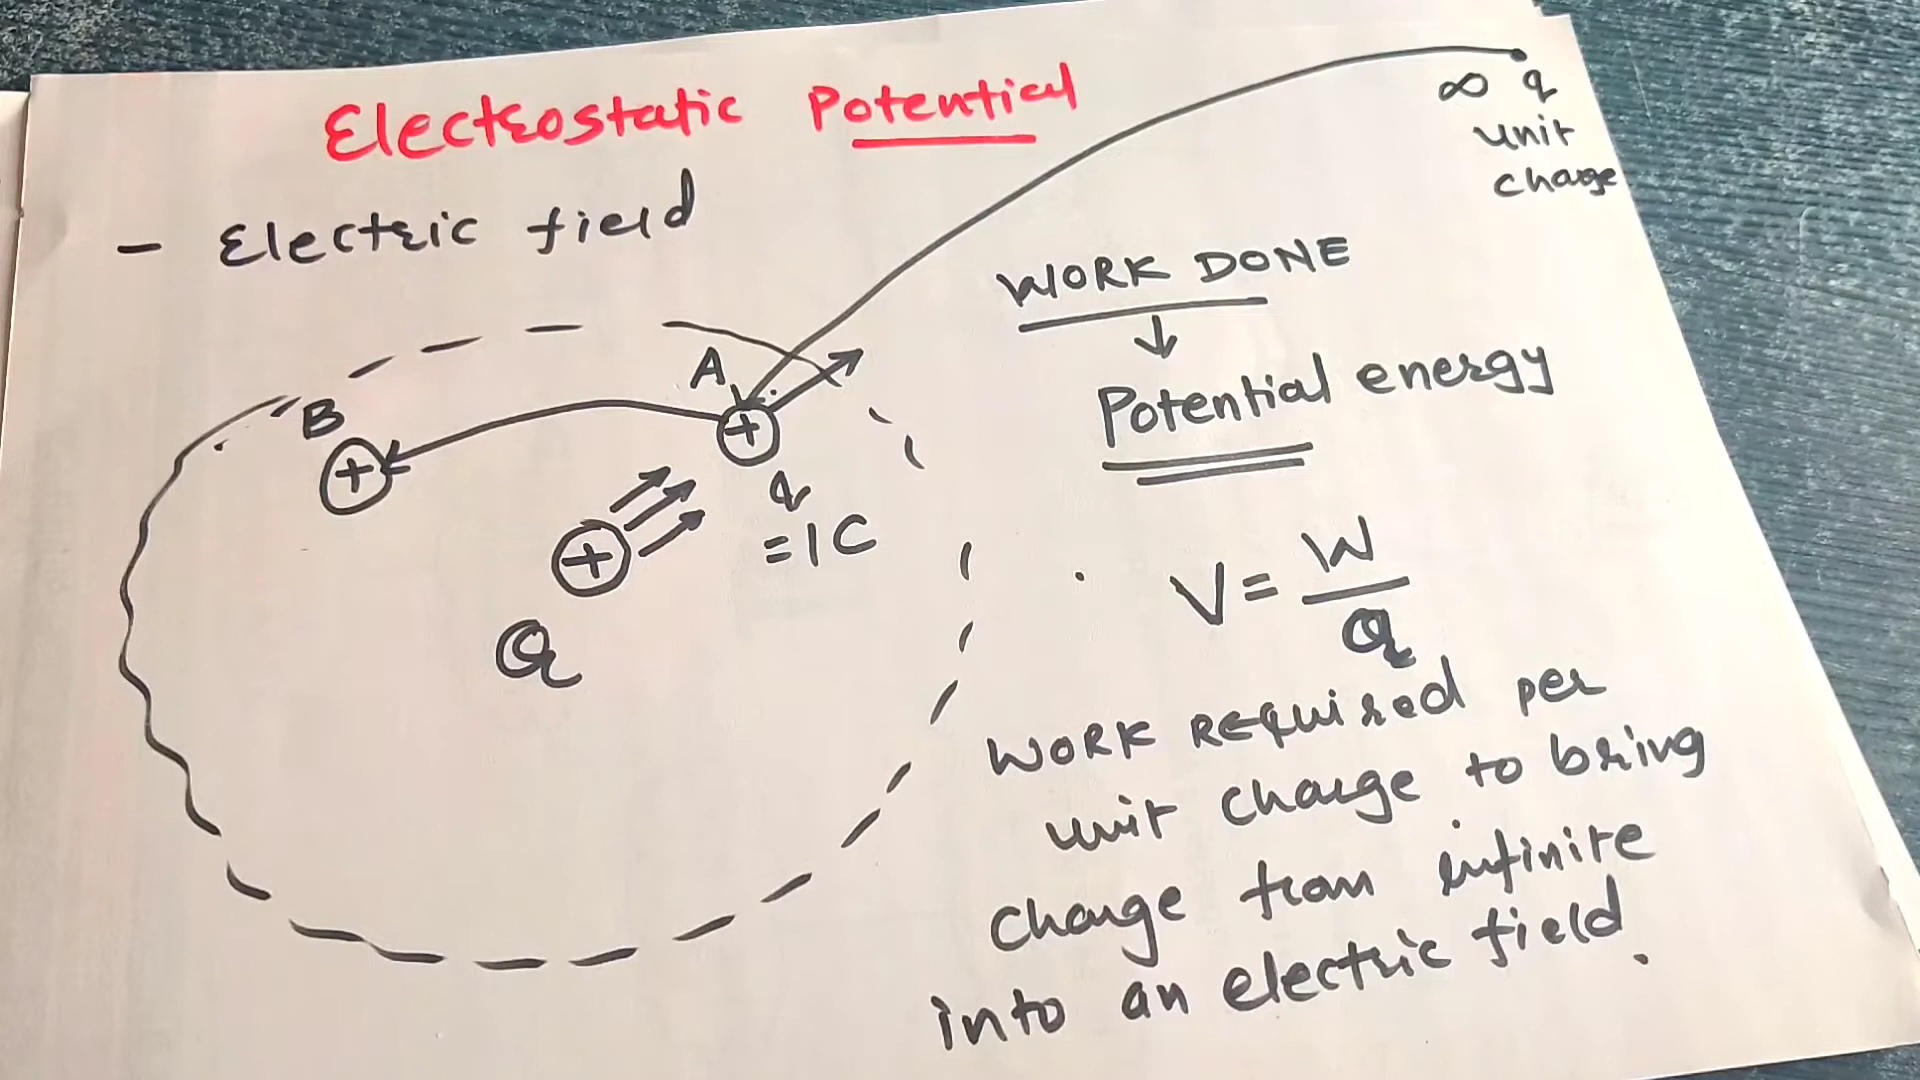 Electrostatic Potential
- Electric field
∞ q
unit
charge
WORK DONE
↓
Potential energy
A
B
+
+
+
q
=1C
Q
V = W/Q
WORK REQUIRED per
unit charge to bring
charge from infinite
into an electric field.